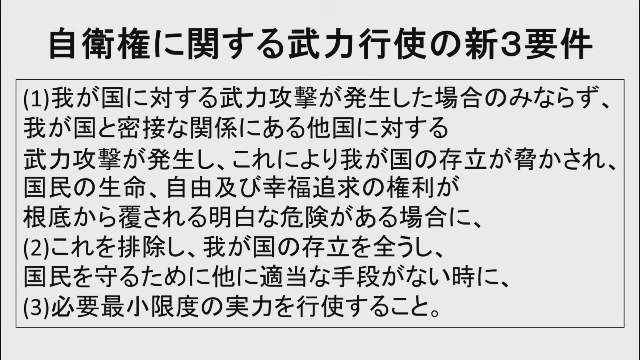 自衛権に関する武力行使の新３要件
(1)我が国に対する武力攻撃が発生した場合のみならず、
我が国と密接な関係にある他国に対する
武力攻撃が発生し、これにより我が国の存立が脅かされ、
国民の生命、自由及び幸福追求の権利が
根底から覆される明白な危険がある場合に、
(2)これを排除し、我が国の存立を全うし、
国民を守るために他に適当な手段がない時に、
(3)必要最小限度の実力を行使すること。